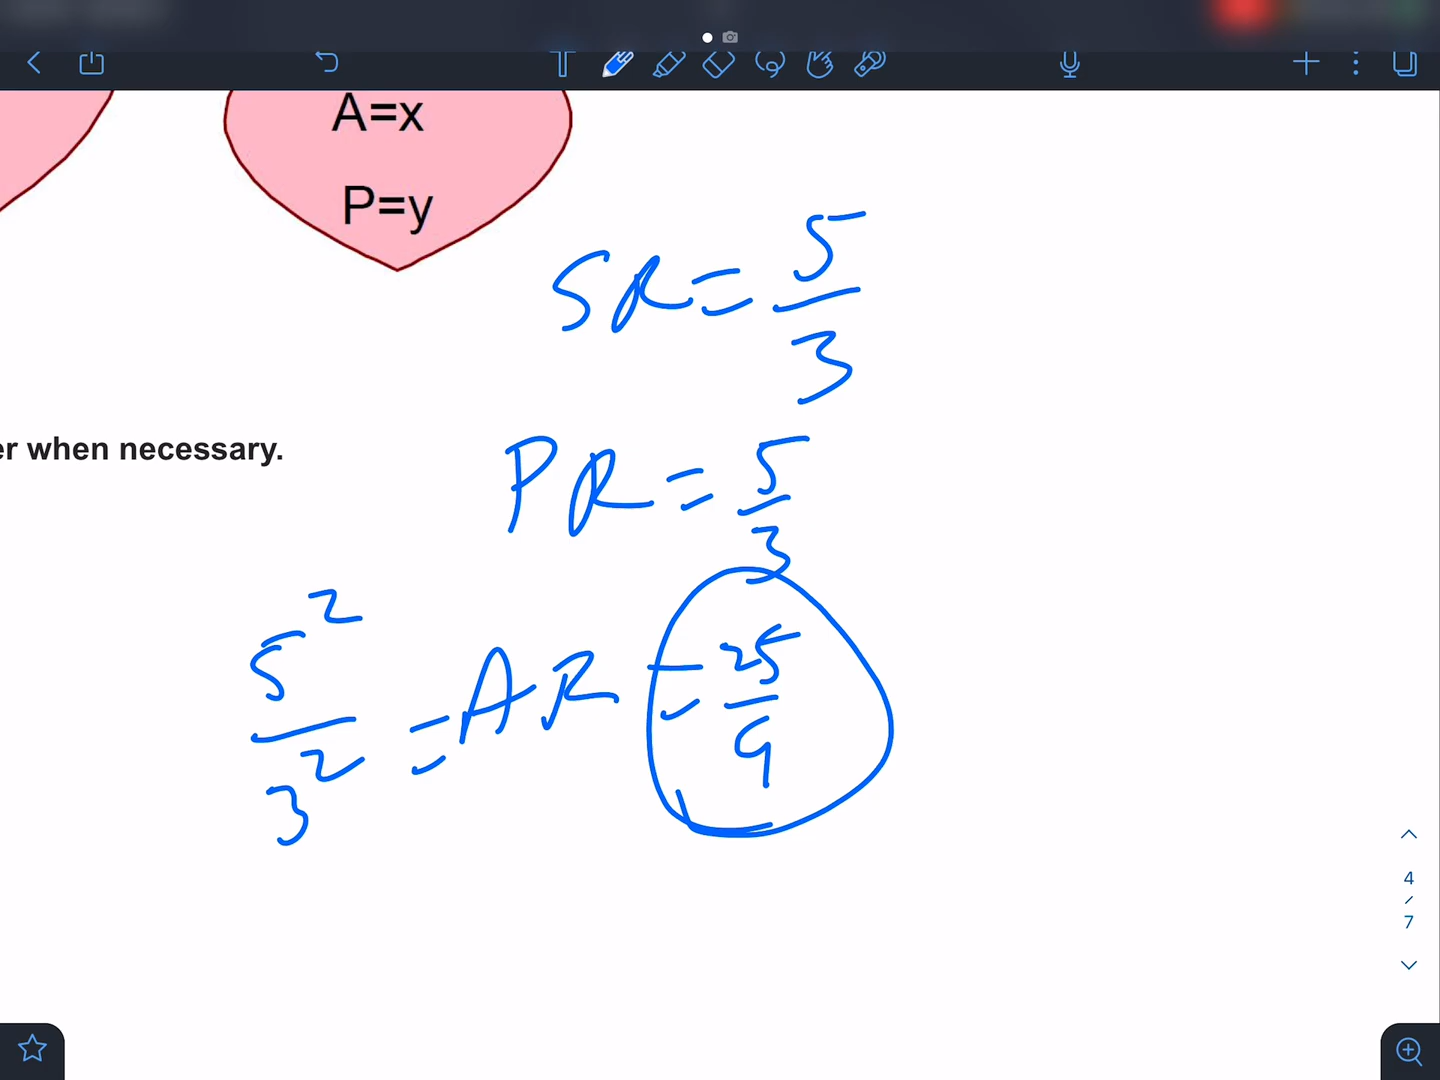 A=x
P=y
SR = 5/3
er when necessary.
PR = 5/3
5²/3² = AR = 25/9
4
/
7